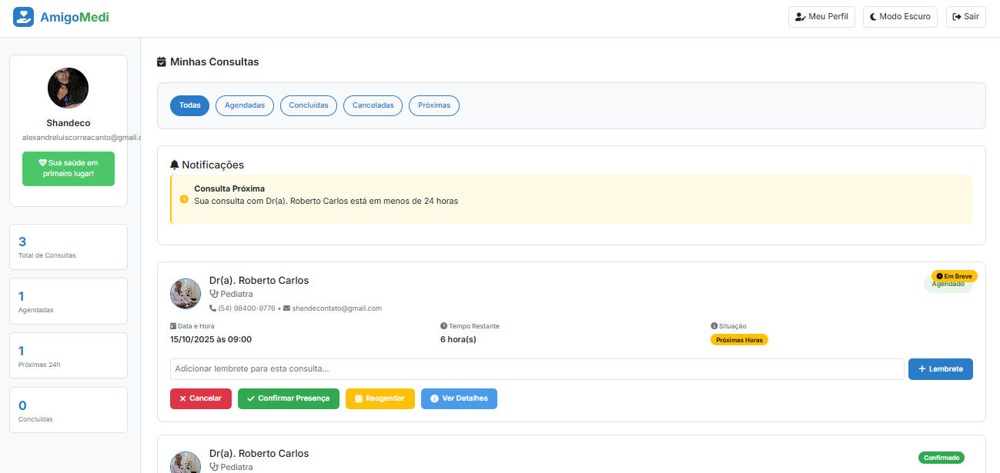 AmigoMedi
Meu Perfil
Modo Escuro
Sair
Shandeco
alexandreluiscorreacanto@gmail.c
Sua saúde em
primeiro lugar!
3
Total de Consultas
1
Agendadas
1
Próximas 24h
0
Concluídas
Minhas Consultas
Todas
Agendadas
Concluídas
Canceladas
Próximas
Notificações
Consulta Próxima
Sua consulta com Dr(a). Roberto Carlos está em menos de 24 horas
Dr(a). Roberto Carlos
Em Breve
Agendado
Pediatra
(54) 98400-9776 • shandecontato@gmail.com
Data e Hora
15/10/2025 às 09:00
Tempo Restante
6 hora(s)
Situação
Próximas Horas
Adicionar lembrete para esta consulta...
Lembrete
Cancelar
Confirmar Presença
Reagendar
Ver Detalhes
Dr(a). Roberto Carlos
Confirmado
Pediatra